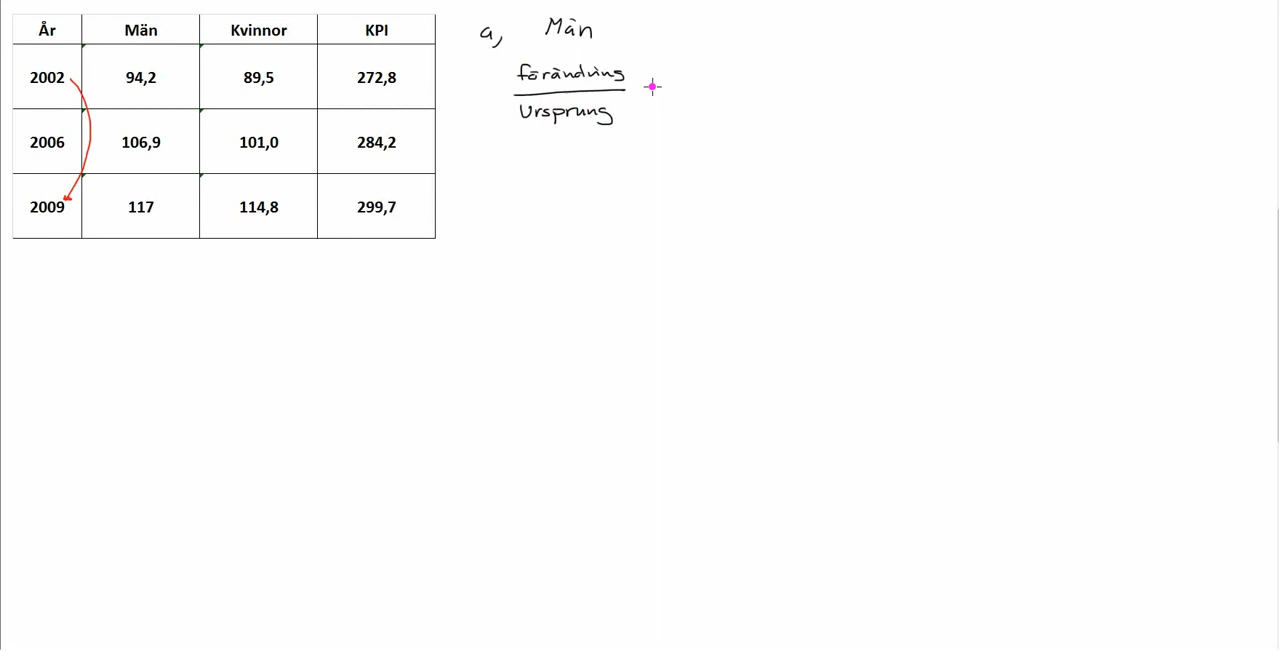 År Män Kvinnor KPI
2002 94,2 89,5 272,8
2006 106,9 101,0 284,2
2009 117 114,8 299,7
a, Män
förändring
Ursprung